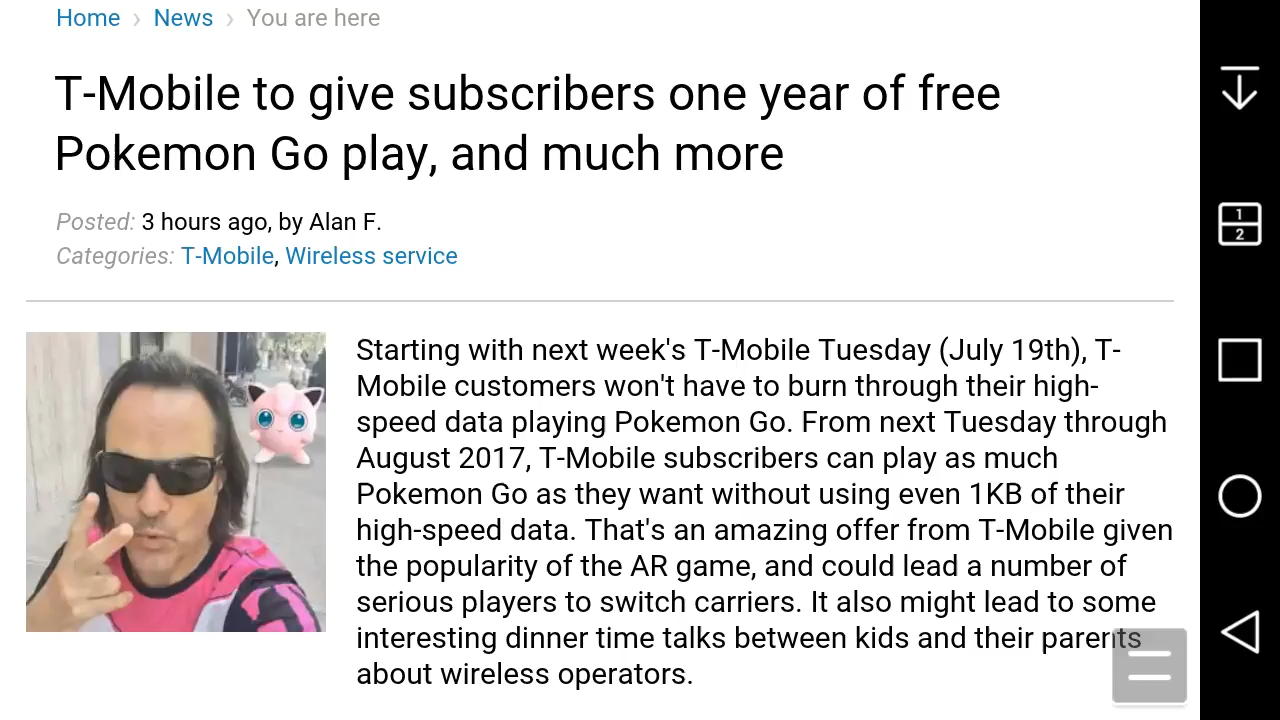 Home › News › You are here
T-Mobile to give subscribers one year of free
Pokemon Go play, and much more
Posted: 3 hours ago, by Alan F.
Categories: T-Mobile, Wireless service
Starting with next week's T-Mobile Tuesday (July 19th), T-
Mobile customers won't have to burn through their high-
speed data playing Pokemon Go. From next Tuesday through
August 2017, T-Mobile subscribers can play as much
Pokemon Go as they want without using even 1KB of their
high-speed data. That's an amazing offer from T-Mobile given
the popularity of the AR game, and could lead a number of
serious players to switch carriers. It also might lead to some
interesting dinner time talks between kids and their parents
about wireless operators.
1
2